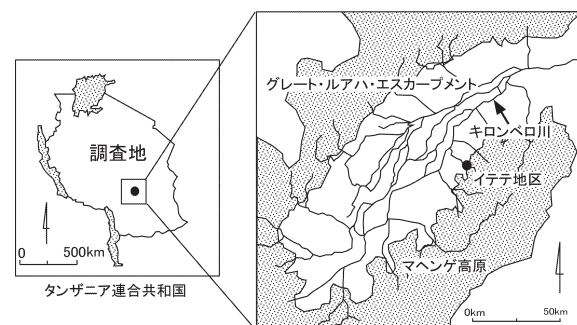 調査地
0 500km
タンザニア連合共和国
グレート・ルアハ・エスカープメント
キロンベロ川
イテテ地区
マヘンゲ高原
0km 50km